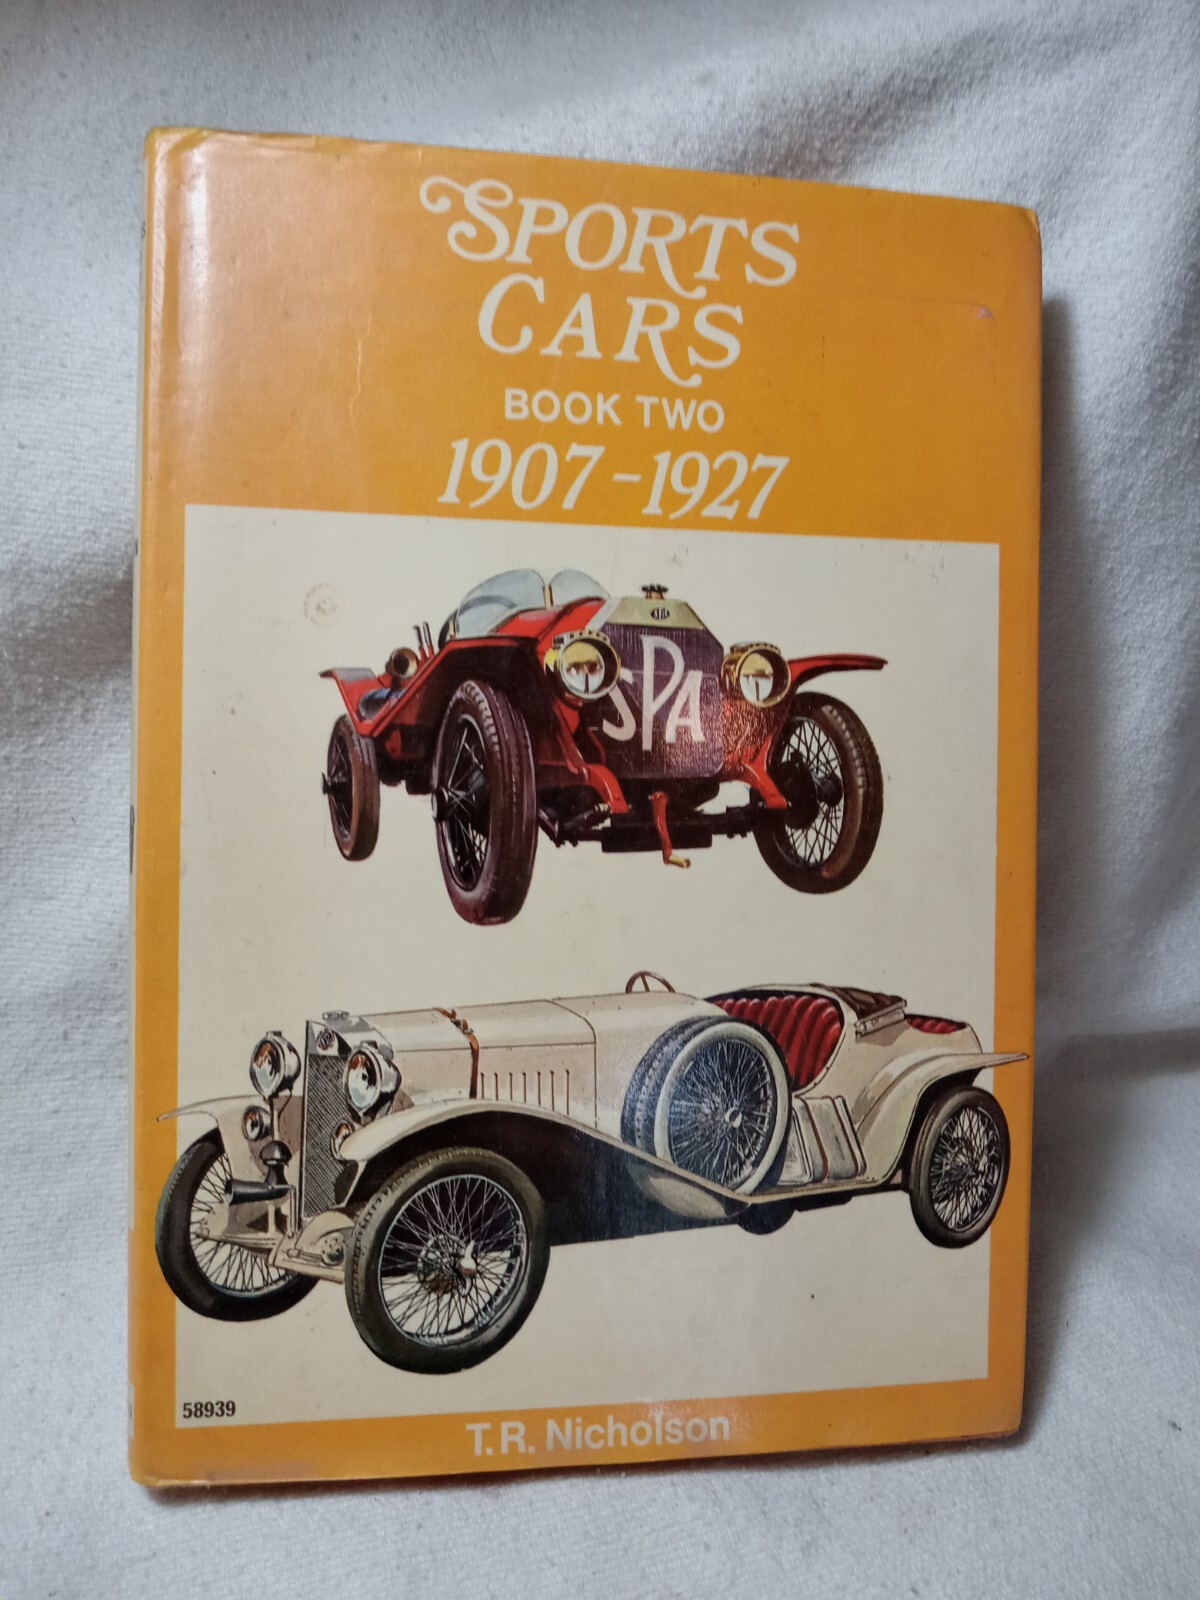 SPORTS
CARS
BOOK TWO
1907-1927
SPA
58939
T.R. Nicholson